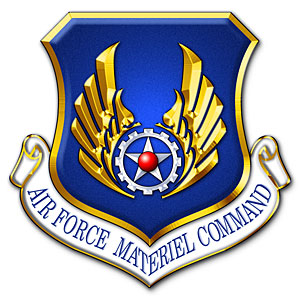 AIR FORCE MATERIEL COMMAND